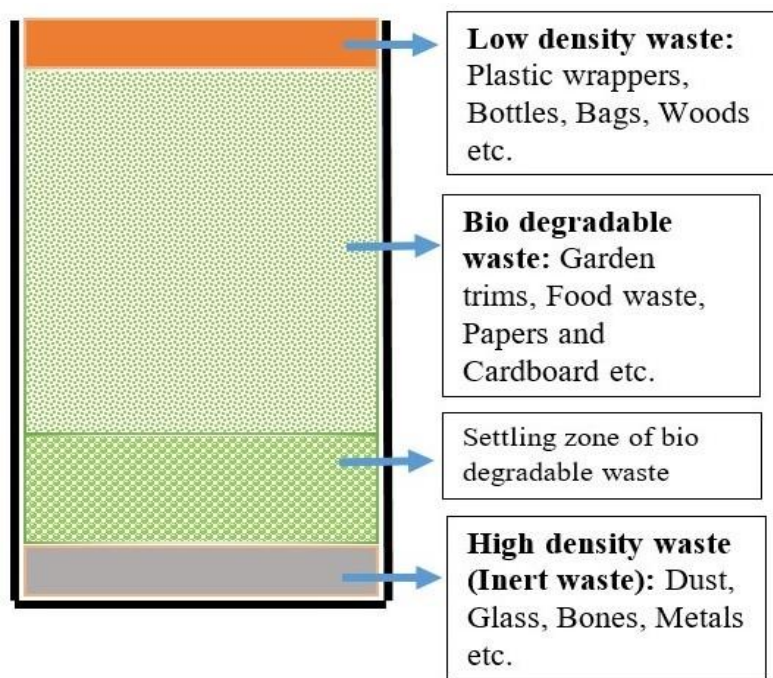 Low density waste:
Plastic wrappers,
Bottles, Bags, Woods
etc.
Bio degradable
waste: Garden
trims, Food waste,
Papers and
Cardboard etc.
Settling zone of bio
degradable waste
High density waste
(Inert waste): Dust,
Glass, Bones, Metals
etc.